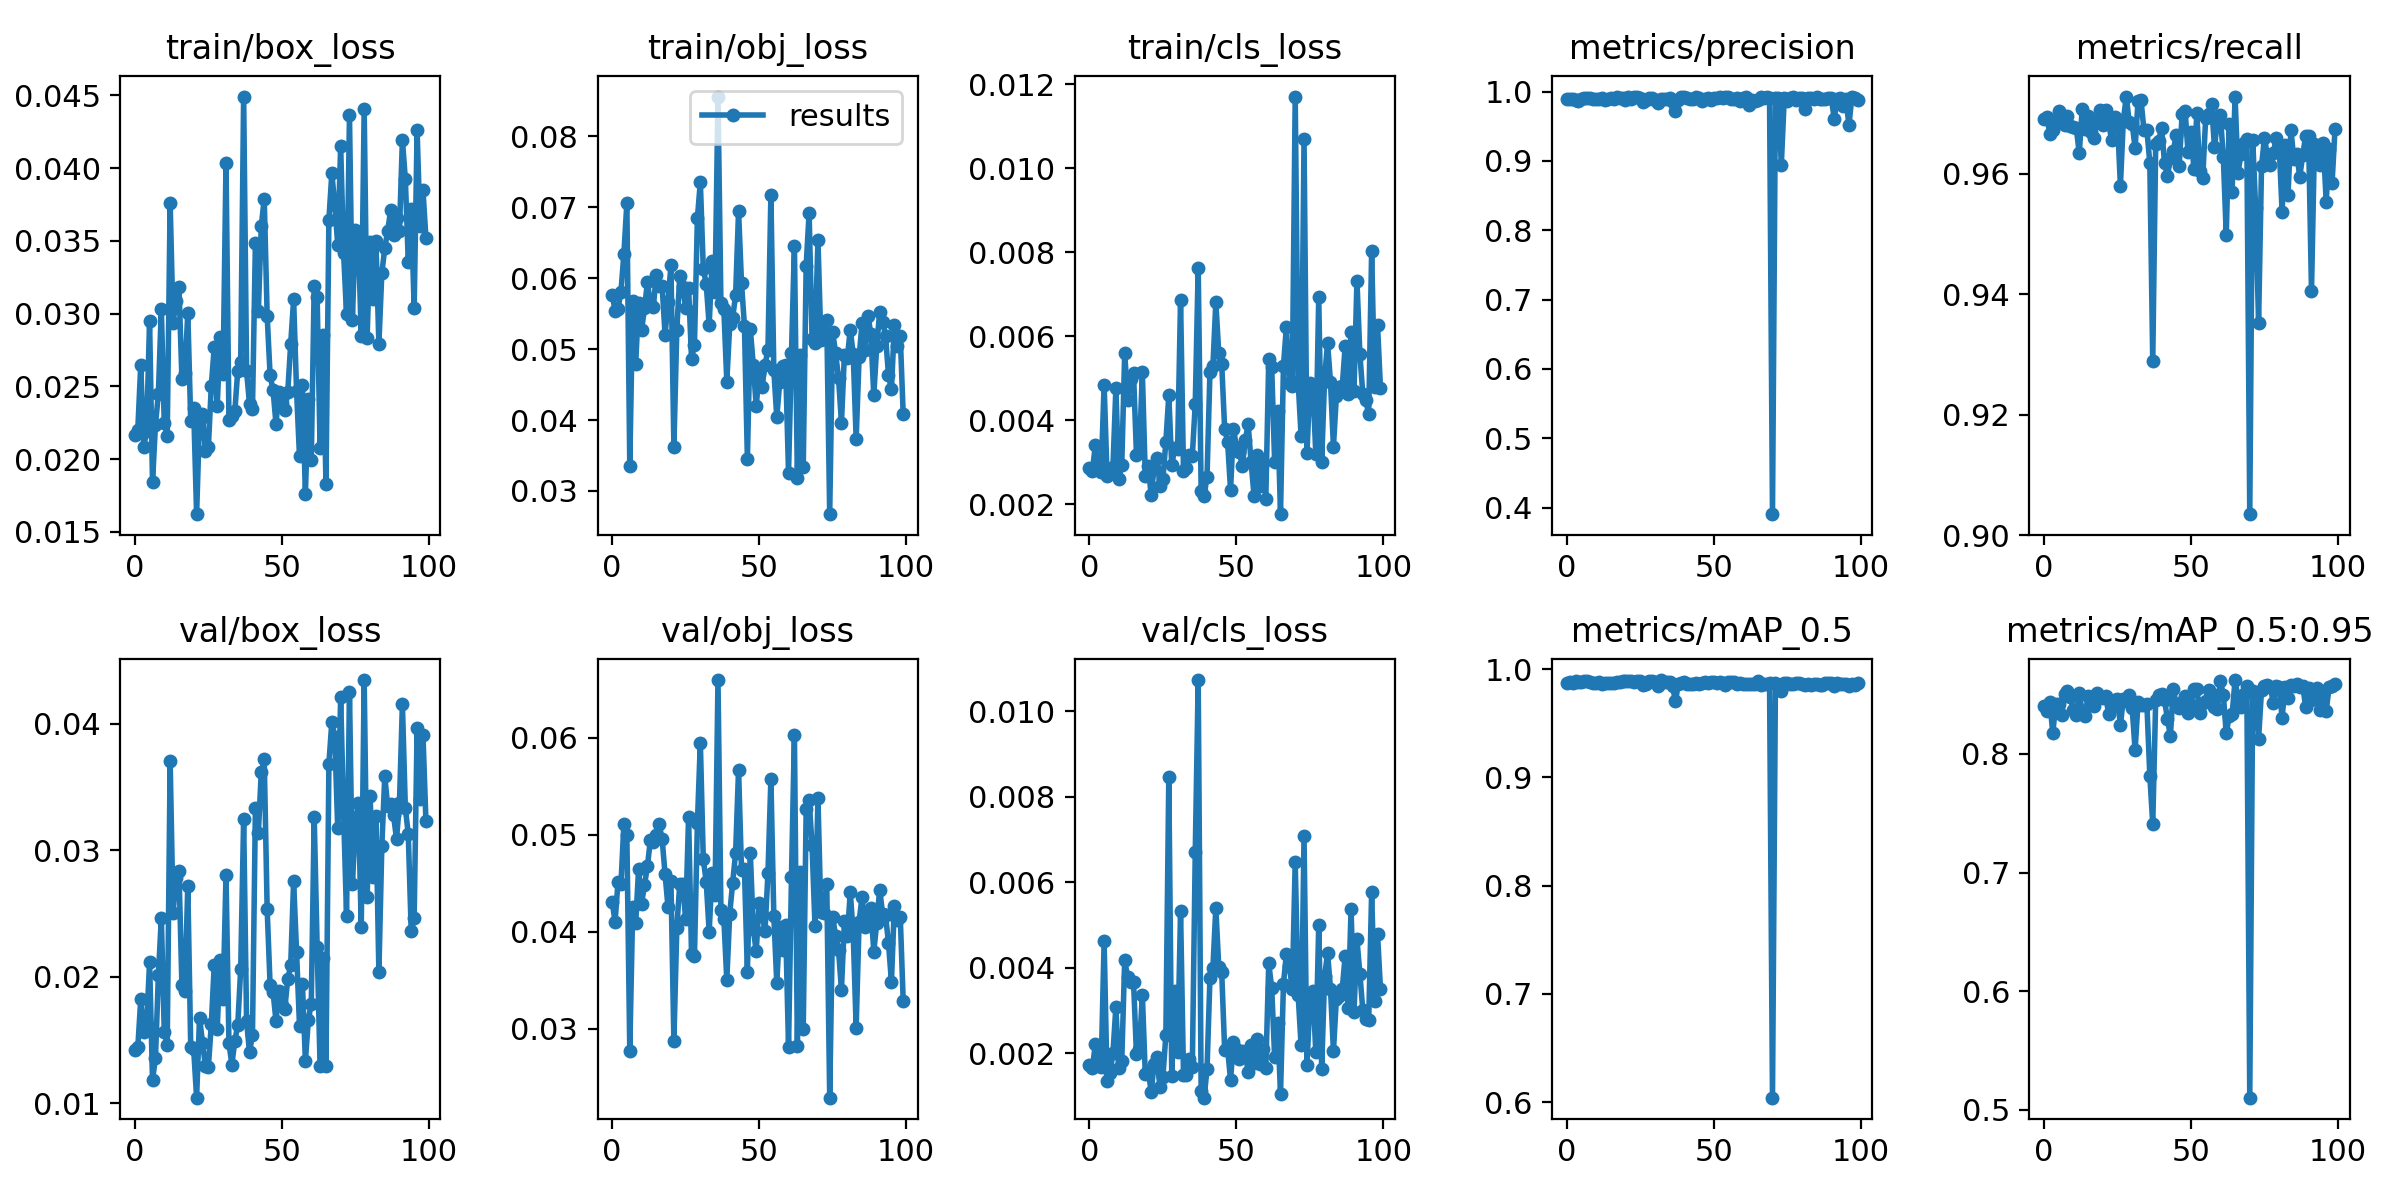 train/box_loss
train/obj_loss
train/cls_loss
metrics/precision
metrics/recall
0.045
0.040
0.035
0.030
0.025
0.020
0.015
0 50 100
results
0.08
0.07
0.06
0.05
0.04
0.03
0 50 100
0.012
0.010
0.008
0.006
0.004
0.002
0 50 100
1.0
0.9
0.8
0.7
0.6
0.5
0.4
0 50 100
0.96
0.94
0.92
0.90
0 50 100
val/box_loss
val/obj_loss
val/cls_loss
metrics/mAP_0.5
metrics/mAP_0.5:0.95
0.04
0.03
0.02
0.01
0 50 100
0.06
0.05
0.04
0.03
0 50 100
0.010
0.008
0.006
0.004
0.002
0 50 100
1.0
0.9
0.8
0.7
0.6
0 50 100
0.8
0.7
0.6
0.5
0 50 100